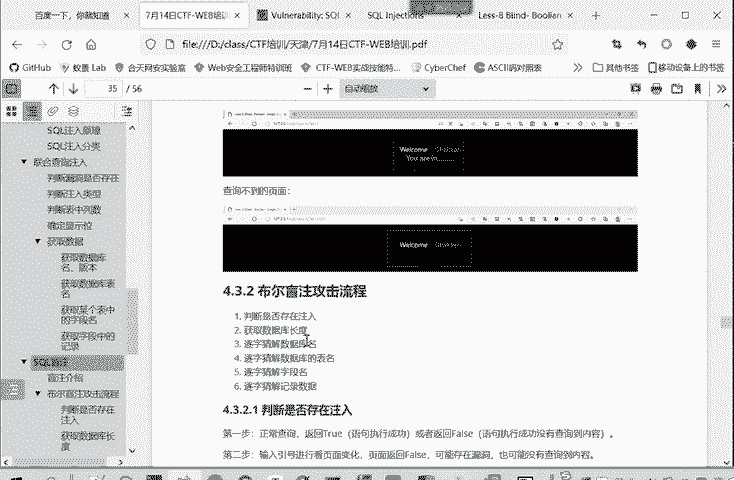 百度一下，你就知道
7月14日CTF-WEB培训.pdf
Vulnerability: SQL
SQL Injections
Less-8 Blind- Boolian
file:///D:/class/CTF培训/天津/7月14日CTF-WEB培训.pdf
GitHub
蚁景 Lab
合天网安实验室
Web安全工程师特训班
CTF-WEB实战技能特...
CyberChef
ASCII码对照表
其他书签
移动设备上的书签
35 / 56
自动缩放
SQL注入原理
SQL注入分类
联合查询注入
判断漏洞是否存在
判断注入类型
判断表中列数
确定显示位
获取数据
获取数据库名、版本
获取数据库表名
获取某个表中的字段名
获取字段中的记录
SQL盲注
盲注介绍
布尔盲注攻击流程
判断是否存在注入
获取数据库长度
Welcome
You are in.......
查询不到的页面：
Welcome
4.3.2 布尔盲注攻击流程
1. 判断是否存在注入
2. 获取数据库长度
3. 逐字猜解数据库名
4. 逐字猜解数据库的表名
5. 逐字猜解字段名
6. 逐字猜解记录数据
4.3.2.1 判断是否存在注入
第一步：正常查询，返回True（语句执行成功）或者返回False（语句执行成功没有查询到内容）。
第二步：输入引号进行看页面变化，页面返回False，可能存在漏洞，也可能没有查询到内容。